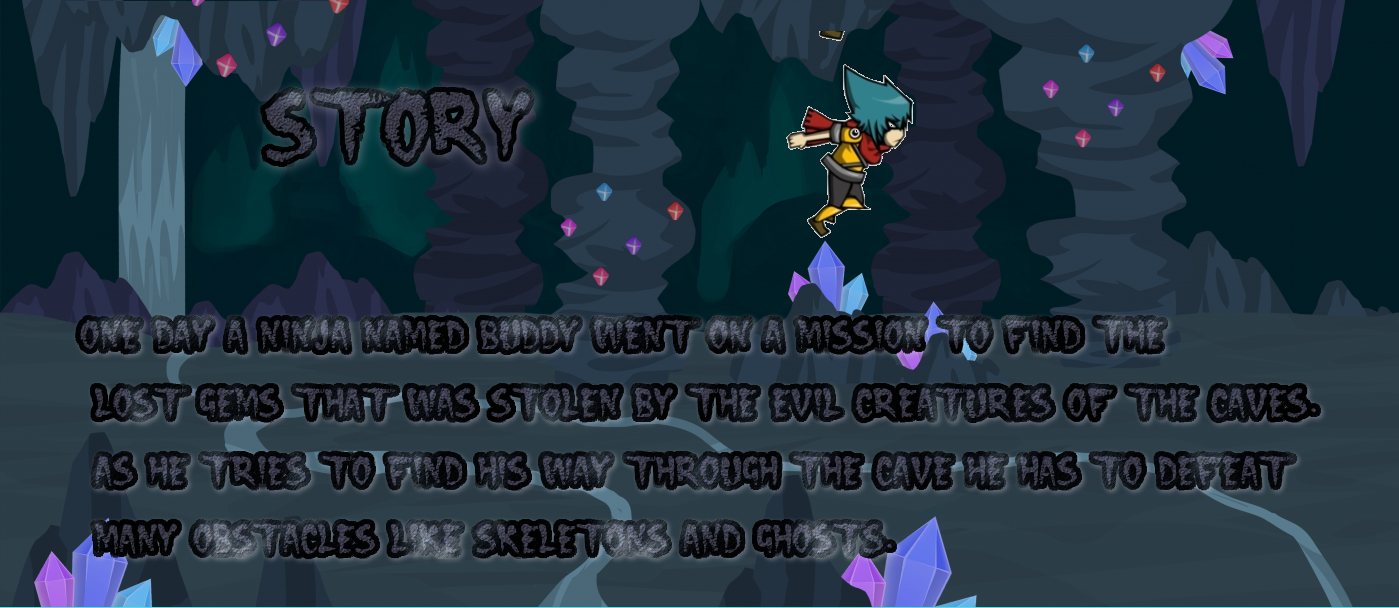 STORY
ONE DAY A NINJA NAMED BUDDY WENT ON A MISSION TO FIND THE
LOST GEMS THAT WAS STOLEN BY THE EVIL CREATURES OF THE CAVES.
AS HE TRIES TO FIND HIS WAY THROUGH THE CAVE HE HAS TO DEFEAT
MANY OBSTACLES LIKE SKELETONS AND GHOSTS.